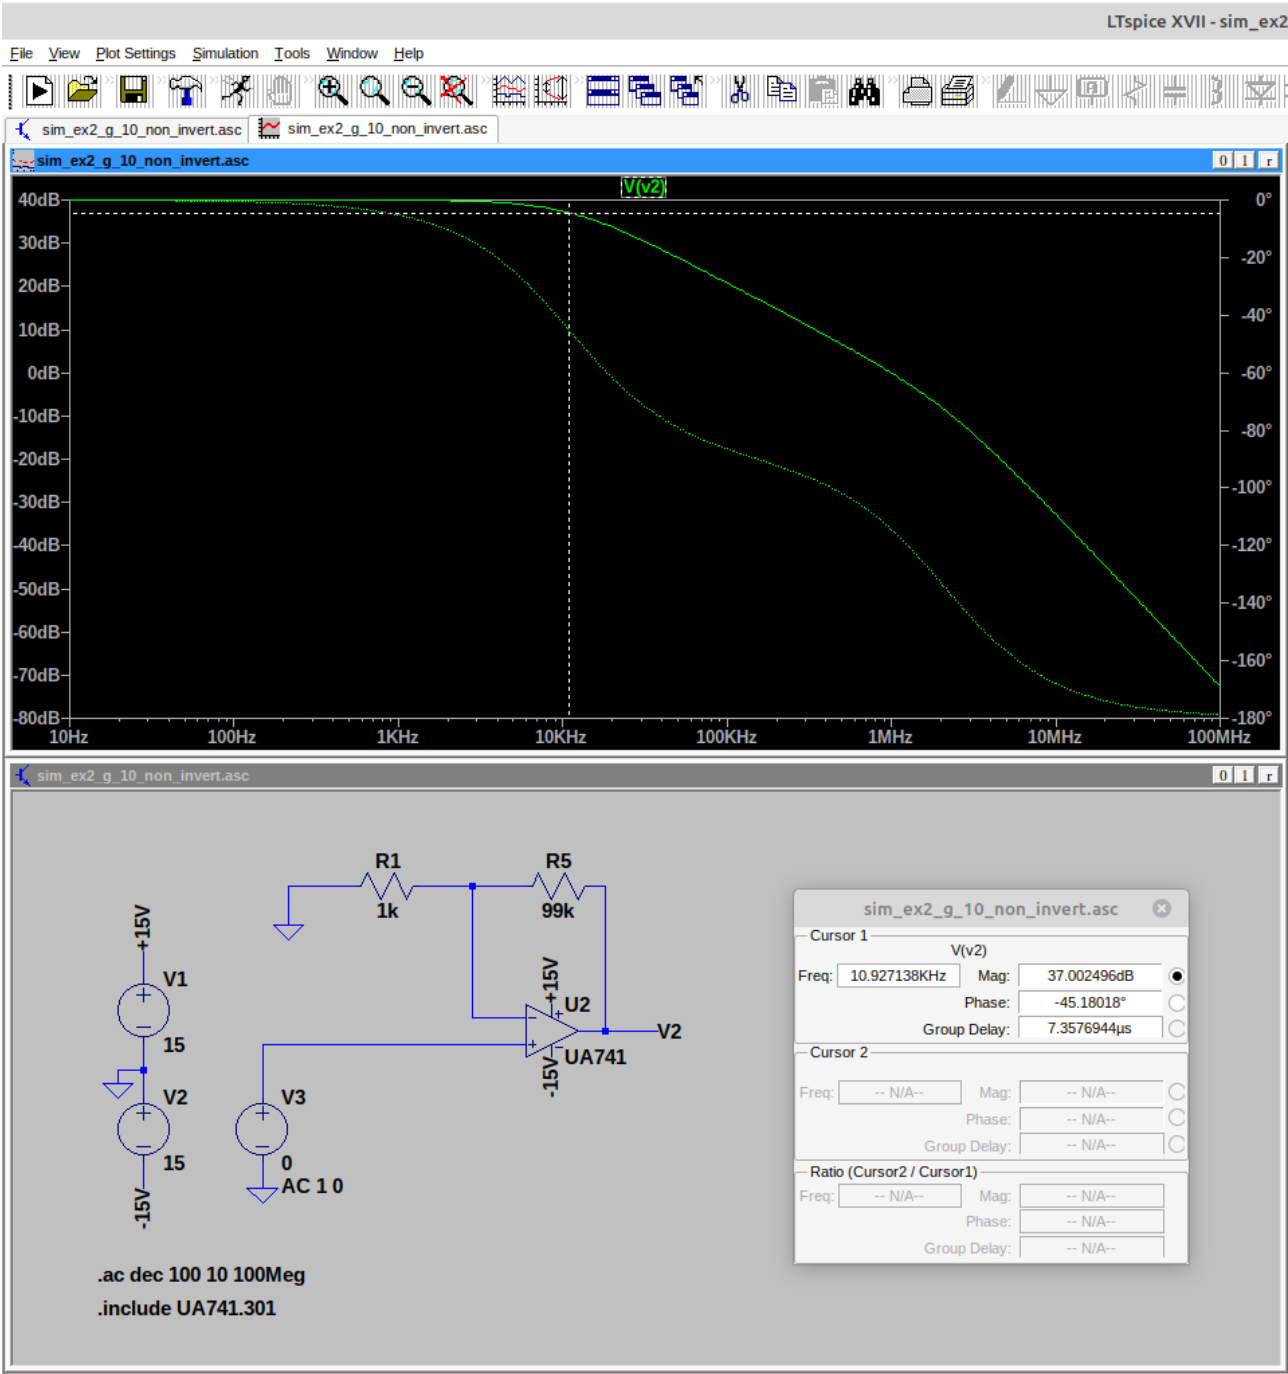 LTspice XVII - sim_ex2
File View Plot Settings Simulation Tools Window Help
sim_ex2_g_10_non_invert.asc sim_ex2_g_10_non_invert.asc
sim_ex2_g_10_non_invert.asc 0 1 r
V(v2)
40dB 0°
30dB -20°
20dB -40°
10dB
0dB -60°
-10dB -80°
-20dB -100°
-30dB
-40dB -120°
-50dB -140°
-60dB -160°
-70dB
-80dB -180°
10Hz 100Hz 1KHz 10KHz 100KHz 1MHz 10MHz 100MHz
sim_ex2_g_10_non_invert.asc 0 1 r
R1 R5
1k 99k
+15V
V1
15
V2
15
-15V
V3
0
AC 1 0
+15V
U2
UA741
-15V
V2
.ac dec 100 10 100Meg
.include UA741.301
sim_ex2_g_10_non_invert.asc
Cursor 1
V(v2)
Freq: 10.927138KHz Mag: 37.002496dB
Phase: -45.18018°
Group Delay: 7.3576944µs
Cursor 2
Freq: -- N/A-- Mag: -- N/A--
Phase: -- N/A--
Group Delay: -- N/A--
Ratio (Cursor2 / Cursor1)
Freq: -- N/A-- Mag: -- N/A--
Phase: -- N/A--
Group Delay: -- N/A--